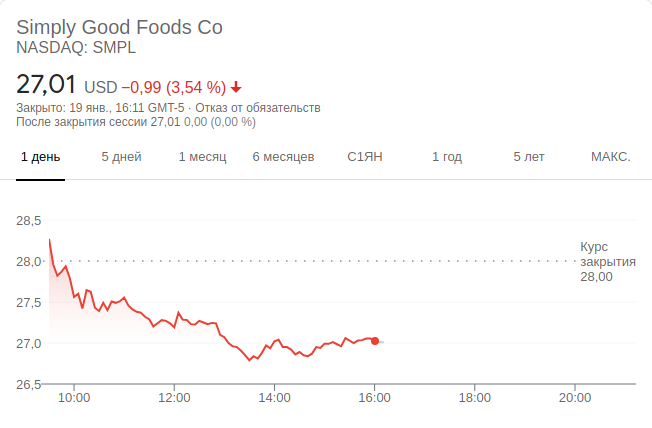 Simply Good Foods Co
NASDAQ: SMPL
27,01 USD −0,99 (3,54 %)
Закрыто: 19 янв., 16:11 GMT-5 · Отказ от обязательств
После закрытия сессии 27,01 0,00 (0,00 %)
1 день 5 дней 1 месяц 6 месяцев С1ЯН 1 год 5 лет МАКС.
28,5
28,0
27,5
27,0
26,5
Курс
закрытия
28,00
10:00 12:00 14:00 16:00 18:00 20:00